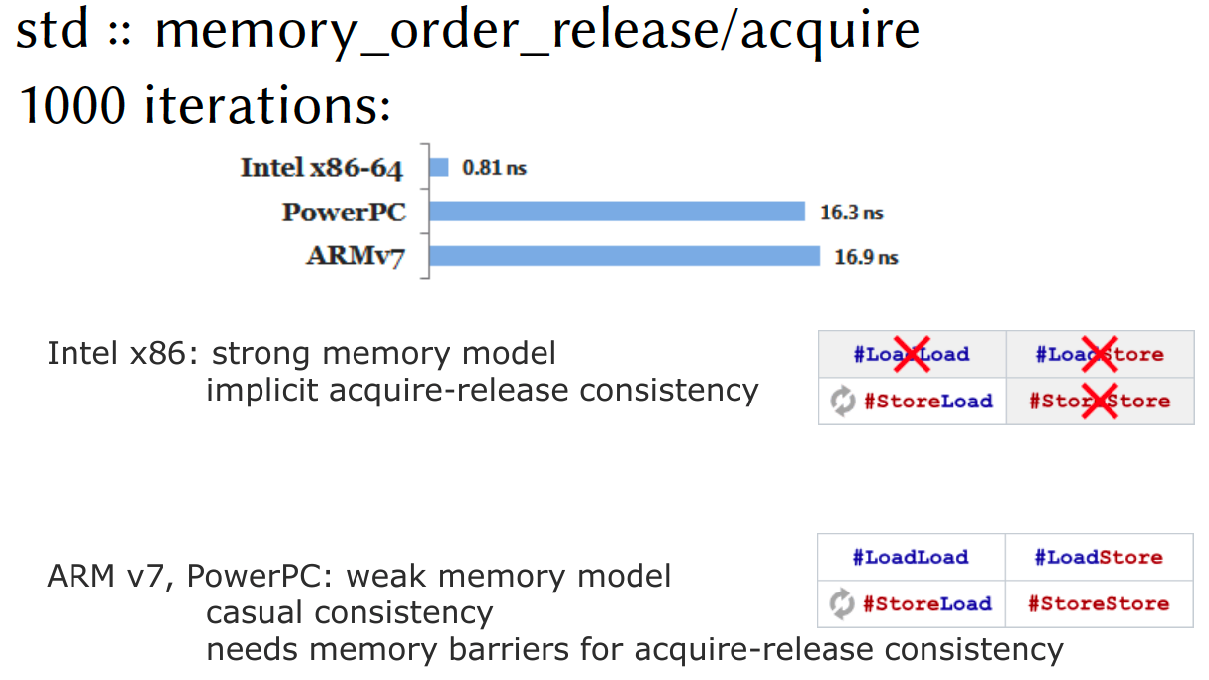 std :: memory_order_release/acquire
1000 iterations:
Intel x86-64 0.81 ns
PowerPC 16.3 ns
ARMv7 16.9 ns
Intel x86: strong memory model
implicit acquire-release consistency
#LoadLoad #LoadStore
#StoreLoad #StoreStore
ARM v7, PowerPC: weak memory model
casual consistency
needs memory barriers for acquire-release consistency
#LoadLoad #LoadStore
#StoreLoad #StoreStore